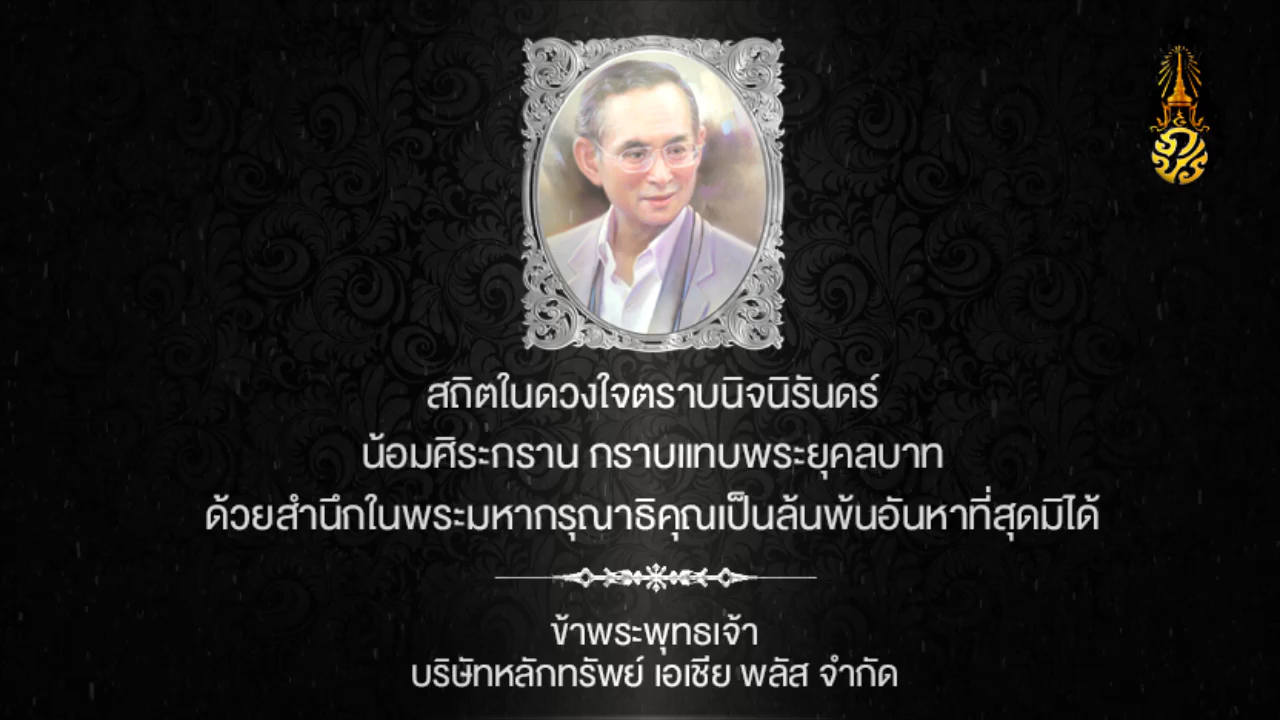 สถิตในดวงใจตราบนิจนิรันดร์
น้อมศิระกราน กราบแทบพระยุคลบาท
ด้วยสำนึกในพระมหากรุณาธิคุณเป็นล้นพ้นอันหาที่สุดมิได้
ข้าพระพุทธเจ้า
บริษัทหลักทรัพย์ เอเซีย พลัส จำกัด